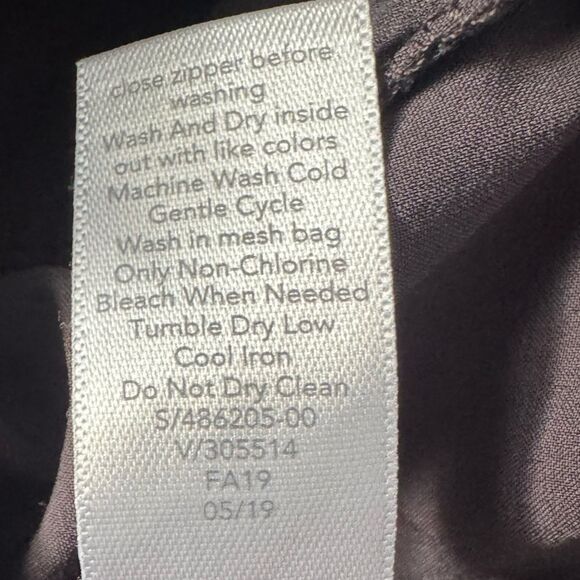 close zipper before
washing
Wash And Dry inside
out with like colors
Machine Wash Cold
Gentle Cycle
Wash in mesh bag
Only Non-Chlorine
Bleach When Needed
Tumble Dry Low
Cool Iron
Do Not Dry Clean
S/486205-00
V/305514
FA19
05/19